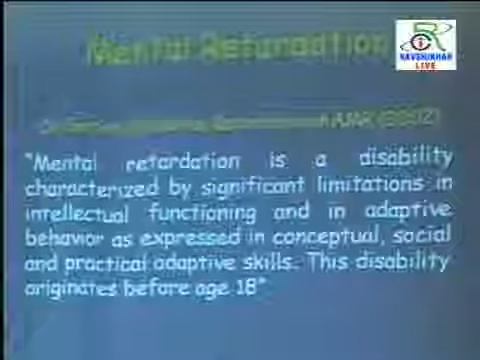 Mental Retardation
NAVSHIKHAR
LIVE
AAMR (2002)
"Mental retardation is a disability
characterized by significant limitations in
intellectual functioning and in adaptive
behavior as expressed in conceptual, social
and practical adaptive skills. This disability
originates before age 18"